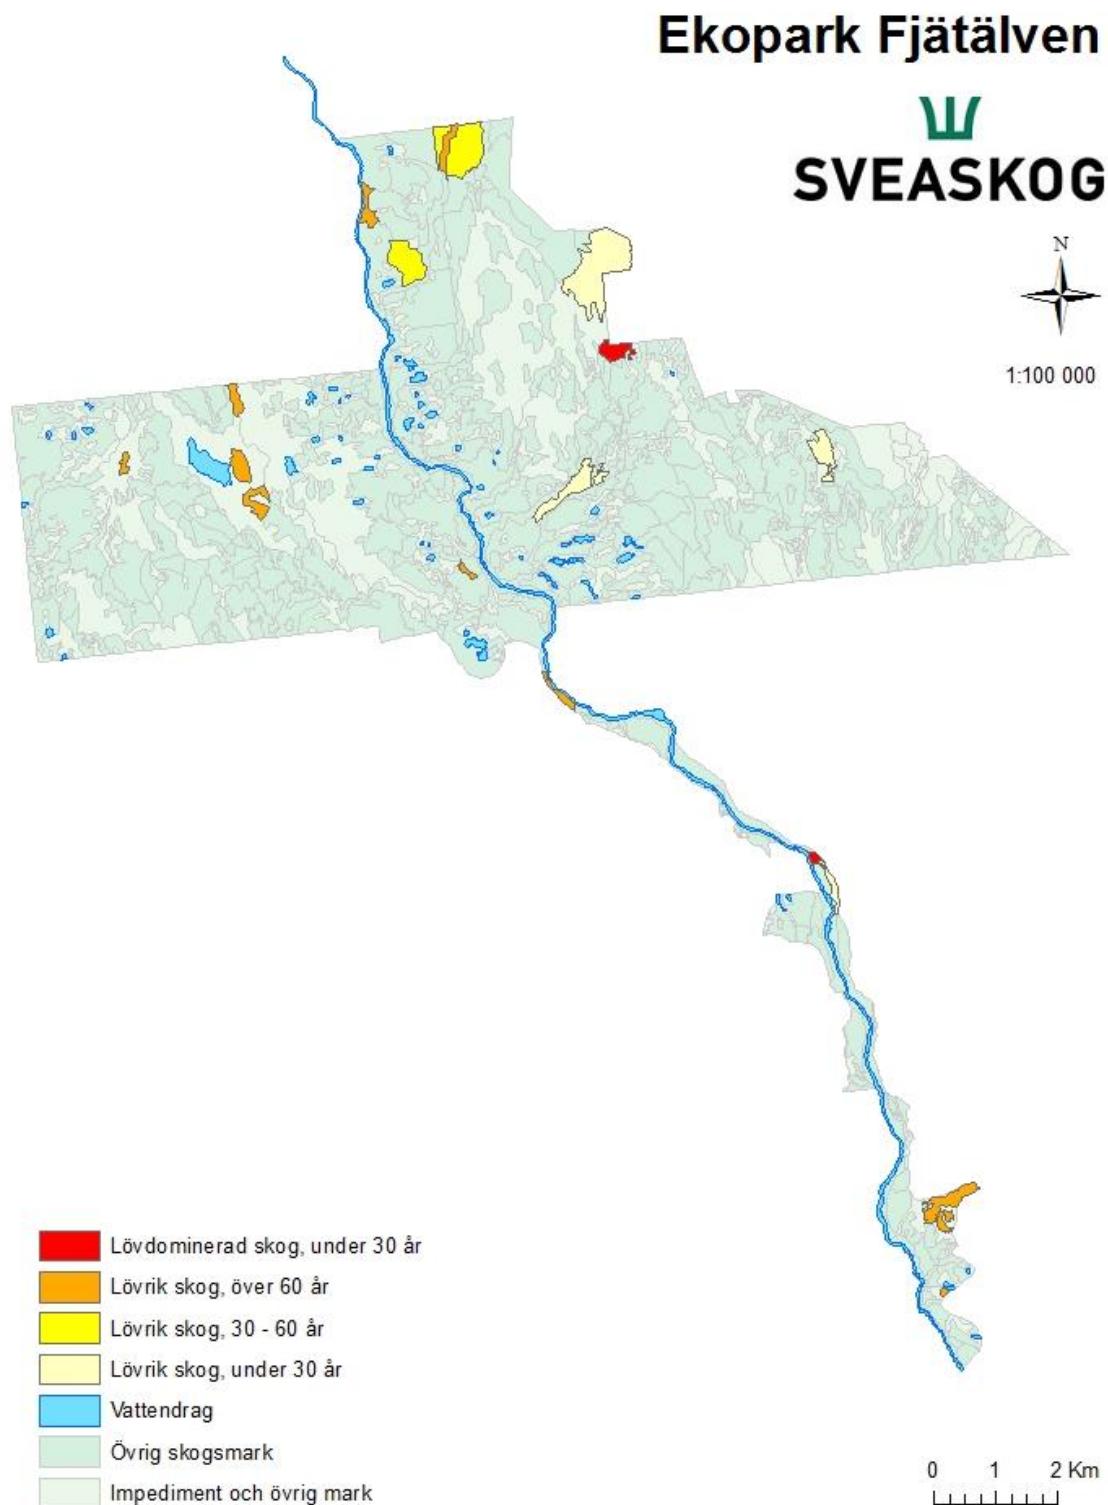 Ekopark Fjätälven
SVEASKOG
N
1:100 000
Lövdominerad skog, under 30 år
Lövrik skog, över 60 år
Lövrik skog, 30 - 60 år
Lövrik skog, under 30 år
Vattendrag
Övrig skogsmark
Impediment och övrig mark
0 1 2 Km